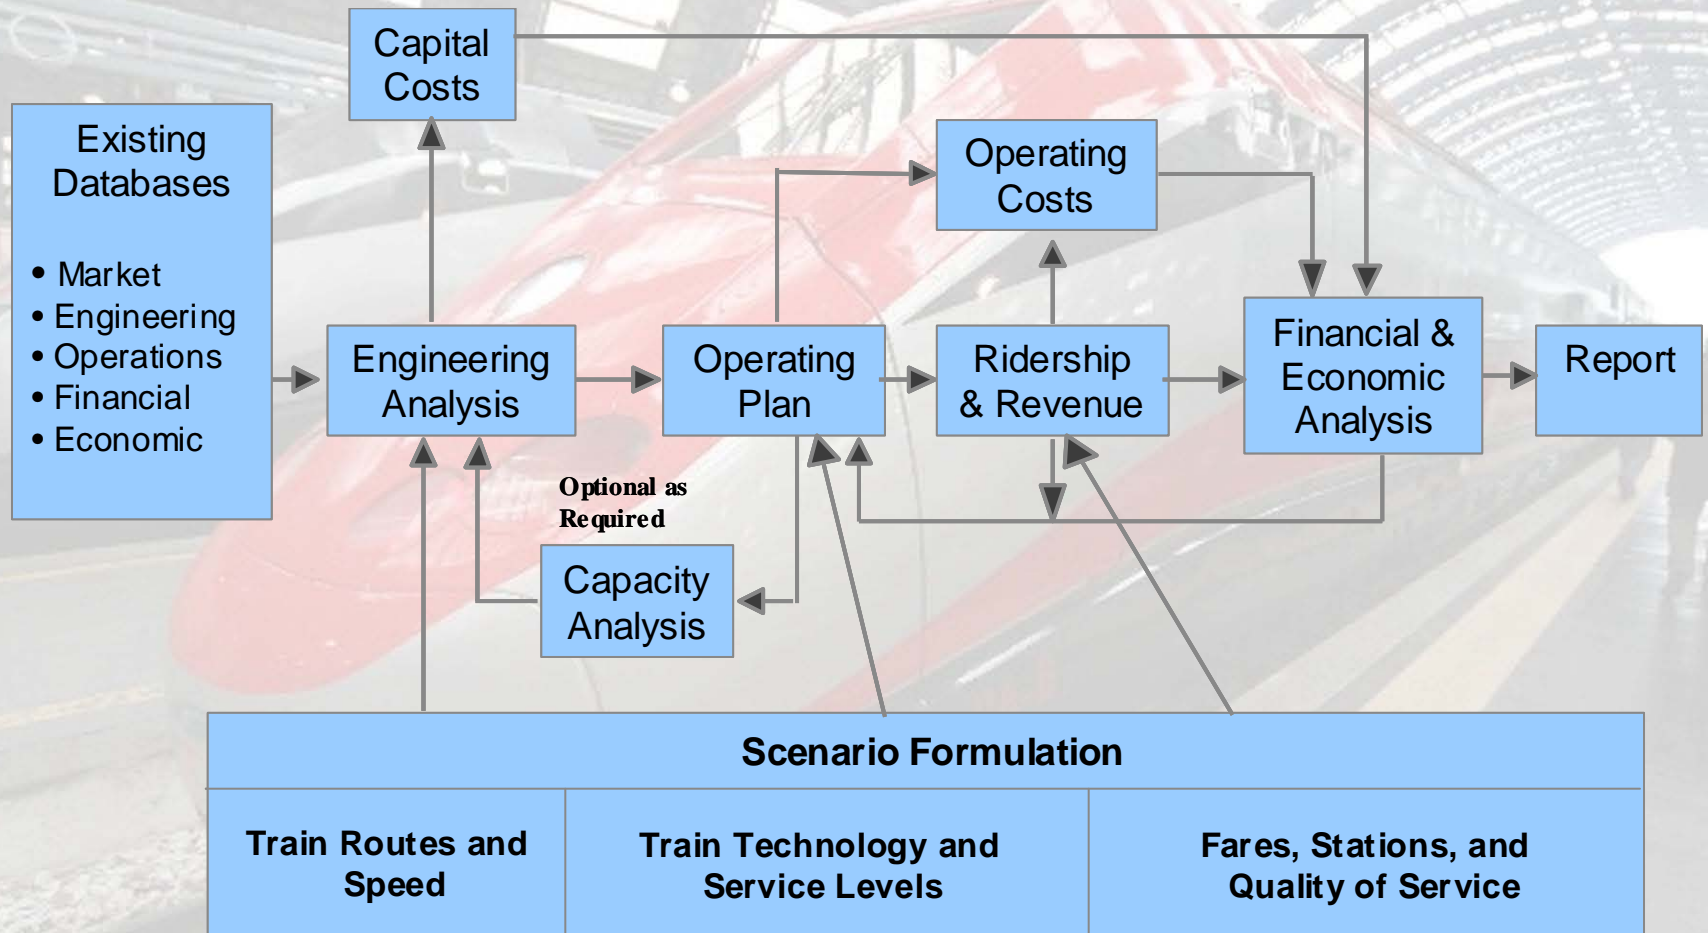 Capital
Costs
Existing
Databases
• Market
• Engineering
• Operations
• Financial
• Economic
Operating
Costs
Engineering
Analysis
Operating
Plan
Ridership
& Revenue
Financial &
Economic
Analysis
Report
Optional as
Required
Capacity
Analysis
Scenario Formulation
Train Routes and
Speed
Train Technology and
Service Levels
Fares, Stations, and
Quality of Service